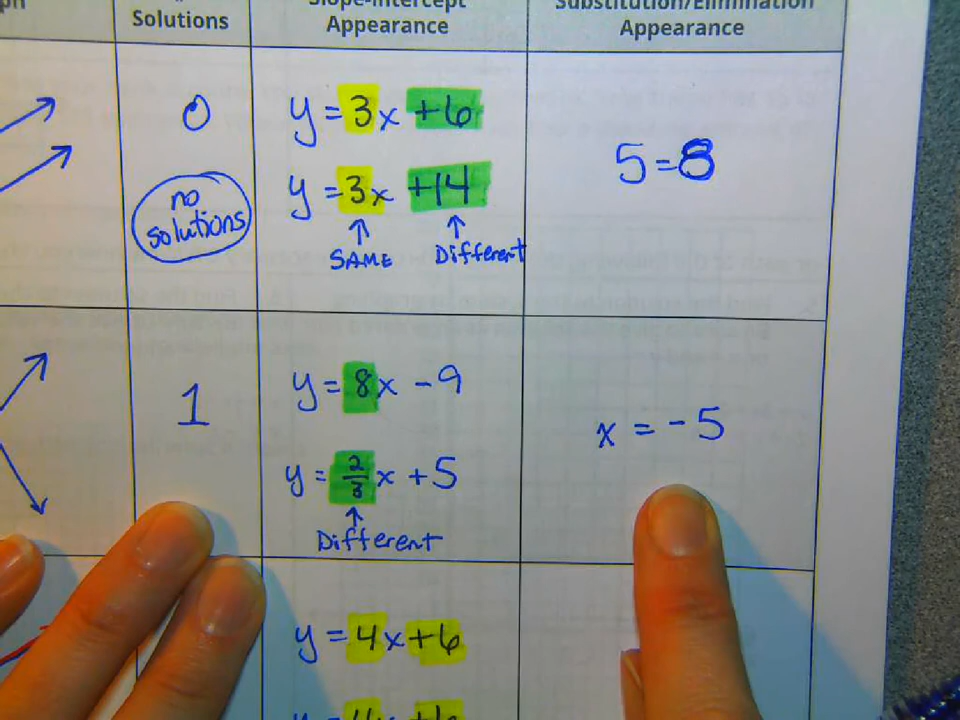 Solutions
Slope-Intercept
Appearance
Substitution/Elimination
Appearance
0
no
solutions
y = 3x + 6
y = 3x + 14
↑ ↑
SAME Different
5 = 8
1
y = 8x - 9
y = 2/3 x + 5
↑
Different
x = -5
y = 4x + 6